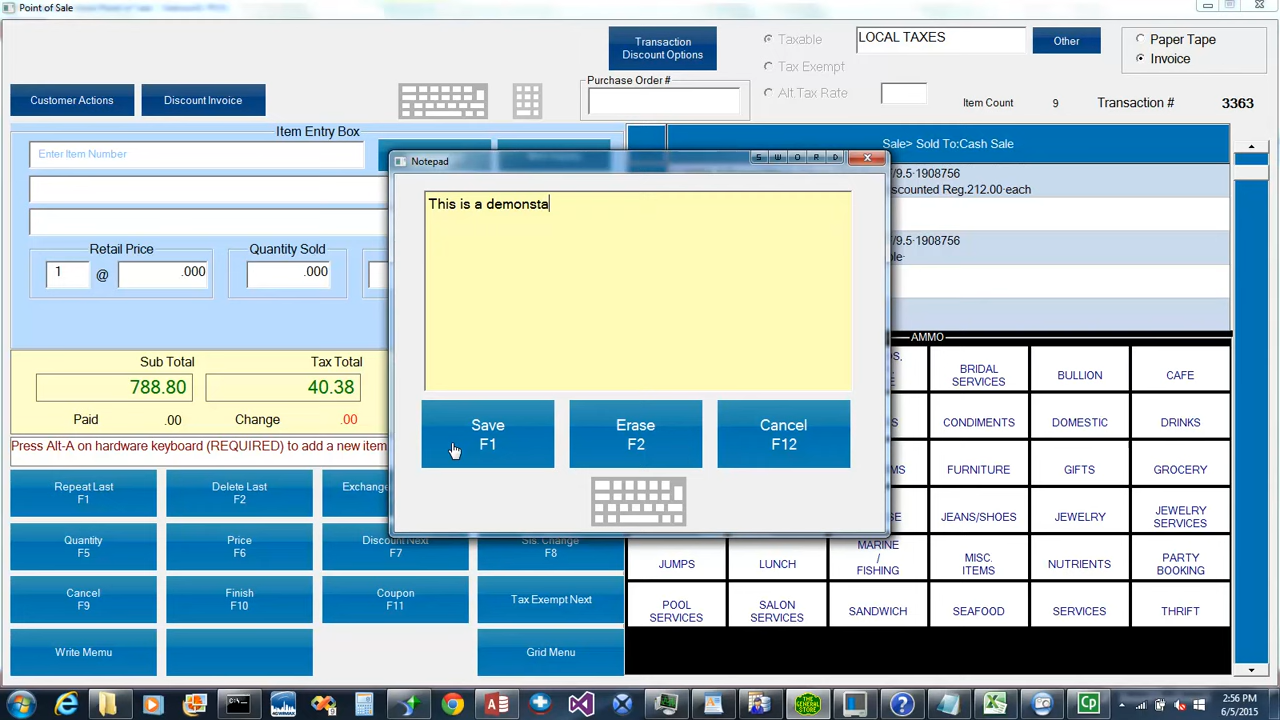 Point of Sale
Transaction
Discount Options
Taxable
Tax Exempt
Alt Tax Rate
LOCAL TAXES
Other
Paper Tape
Invoice
Customer Actions
Discount Invoice
Purchase Order #
Item Count 9 Transaction # 3363
Item Entry Box
Enter Item Number
Sale> Sold To:Cash Sale
Retail Price
1 @ .000
Quantity Sold
.000
/9.5· 1908756
scounted Reg.212.00 each
/9.5· 1908756
Sub Total
788.80
Tax Total
40.38
Paid .00 Change .00
Press Alt-A on hardware keyboard (REQUIRED) to add a new item
Notepad
S W O R D
This is a demonsta
Save
F1
Erase
F2
Cancel
F12
Repeat Last
F1
Delete Last
F2
Exchange
Quantity
F5
Price
F6
Discount Next
F7
Sls. Change
F8
Cancel
F9
Finish
F10
Coupon
F11
Tax Exempt Next
Write Memu
Grid Menu
AMMO
BRIDAL
SERVICES
BULLION
CAFE
CONDIMENTS
DOMESTIC
DRINKS
FURNITURE
GIFTS
GROCERY
JEANS/SHOES
JEWELRY
JEWELRY
SERVICES
JUMPS
LUNCH
MARINE
/
FISHING
MISC.
ITEMS
NUTRIENTS
PARTY
BOOKING
POOL
SERVICES
SALON
SERVICES
SANDWICH
SEAFOOD
SERVICES
THRIFT
2:56 PM
6/5/2015